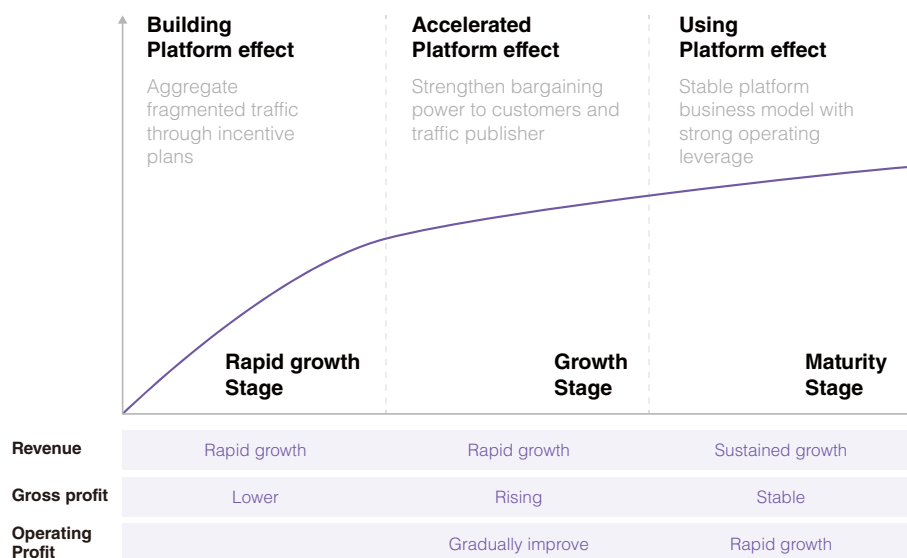 Building
Platform effect
Aggregate
fragmented traffic
through incentive
plans
Accelerated
Platform effect
Strengthen bargaining
power to customers and
traffic publisher
Using
Platform effect
Stable platform
business model with
strong operating
leverage
Rapid growth
Stage
Growth
Stage
Maturity
Stage
Revenue
Rapid growth
Rapid growth
Sustained growth
Gross profit
Lower
Rising
Stable
Operating
Profit
Gradually improve
Rapid growth